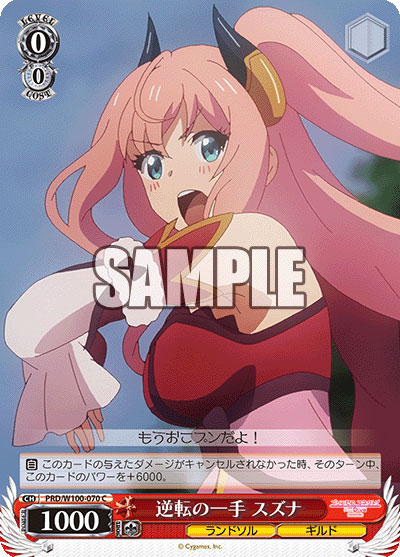 LEVEL
0
0
COST
SAMPLE
もうおこプンだよ!
このカードの与えたダメージがキャンセルされなかった時、そのターン中、
このカードのパワーを+6000。
CH PRD/W100-070 C
POWER
1000
逆転の一手 スズナ
ランドソル
ギルド
© Cygames, Inc.